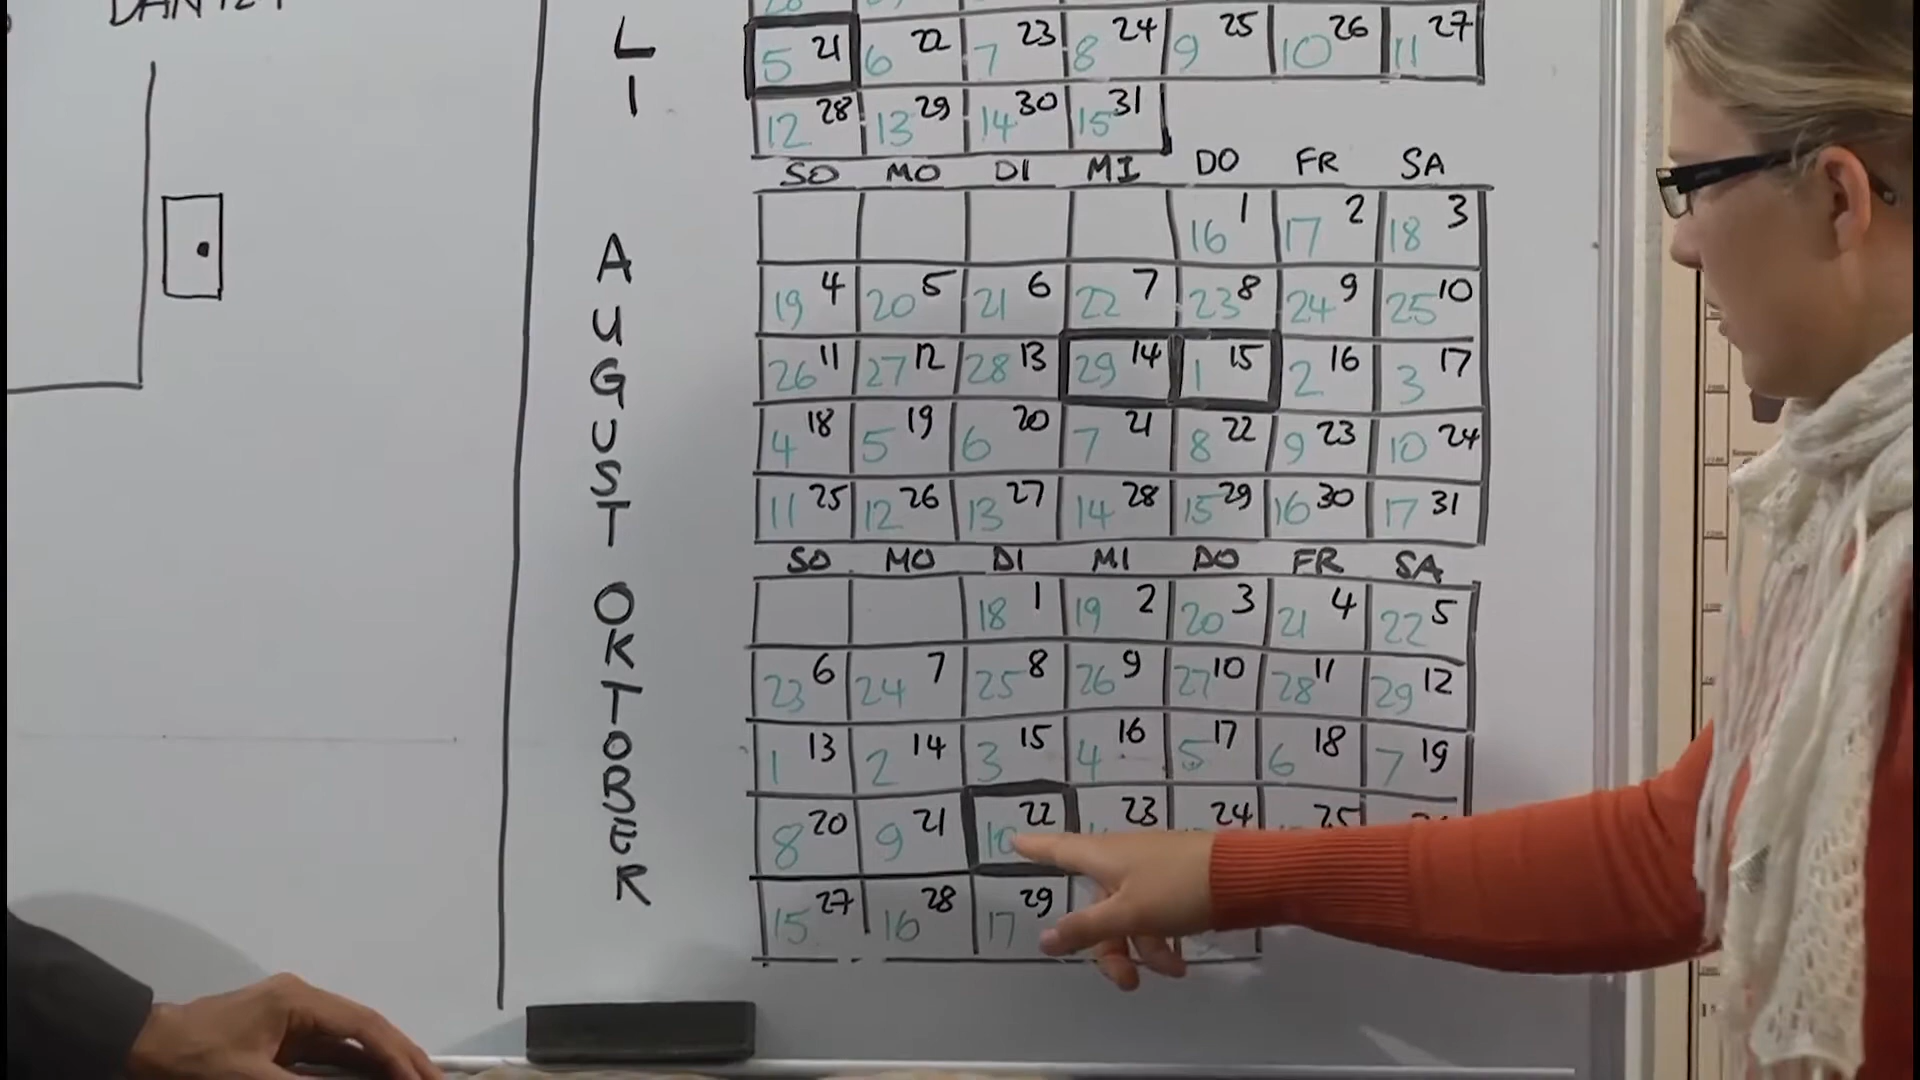 L
I
5 21 6 22 7 23 8 24 9 25 10 26 11 27
12 28 13 29 14 30 15 31
SO MO DI MI DO FR SA
A
U
G
U
S
T
16 1 17 2 18 3
19 4 20 5 21 6 22 7 23 8 24 9 25 10
26 11 27 12 28 13 29 14 1 15 2 16 3 17
4 18 5 19 6 20 7 21 8 22 9 23 10 24
11 25 12 26 13 27 14 28 15 29 16 30 17 31
SO MO DI MI DO FR SA
O
K
T
O
B
E
R
18 1 19 2 20 3 21 4 22 5
23 6 24 7 25 8 26 9 27 10 28 11 29 12
1 13 2 14 3 15 4 16 5 17 6 18 7 19
8 20 9 21 10 22 23 24 25
15 27 16 28 17 29